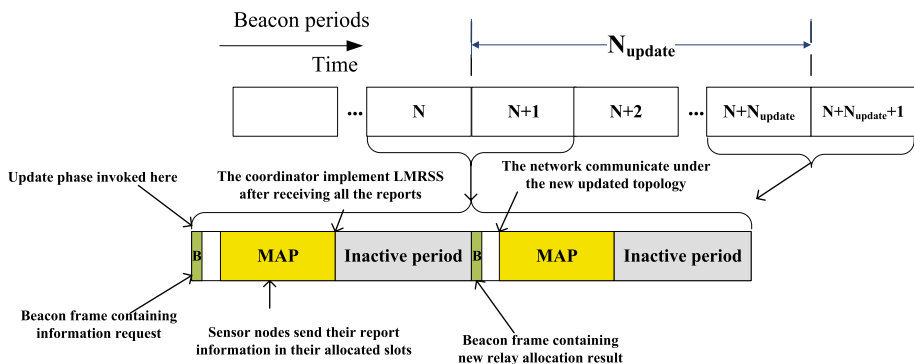 Beacon periods
Time
N_update
... N N+1 N+2 ... N+N_update N+N_update+1
Update phase invoked here
The coordinator implement LMRSS
after receiving all the reports
The network communicate under
the new updated topology
B MAP Inactive period B MAP Inactive period
Beacon frame containing
information request
Sensor nodes send their report
information in their allocated slots
Beacon frame containing
new relay allocation result